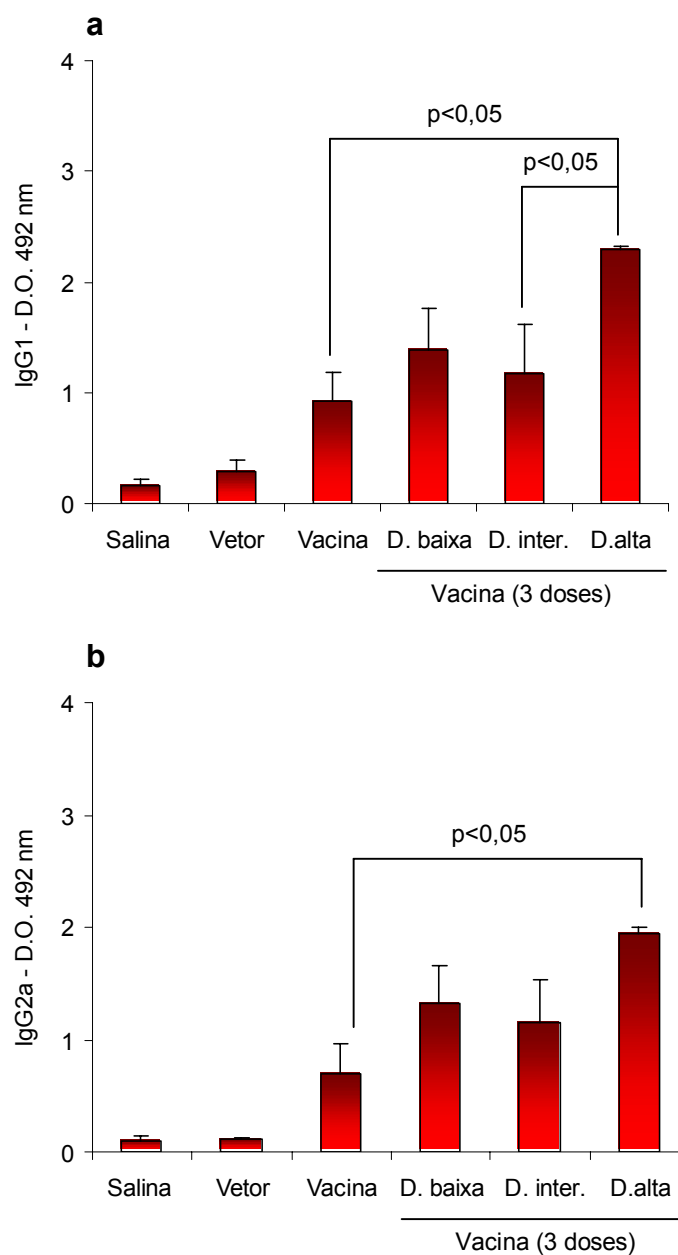 a
4
p<0,05
3
p<0,05
2
1
0
IgG1 - D.O. 492 nm
Salina Vetor Vacina D. baixa D. inter. D.alta
Vacina (3 doses)
b
4
3
p<0,05
2
1
0
IgG2a - D.O. 492 nm
Salina Vetor Vacina D. baixa D. inter. D.alta
Vacina (3 doses)